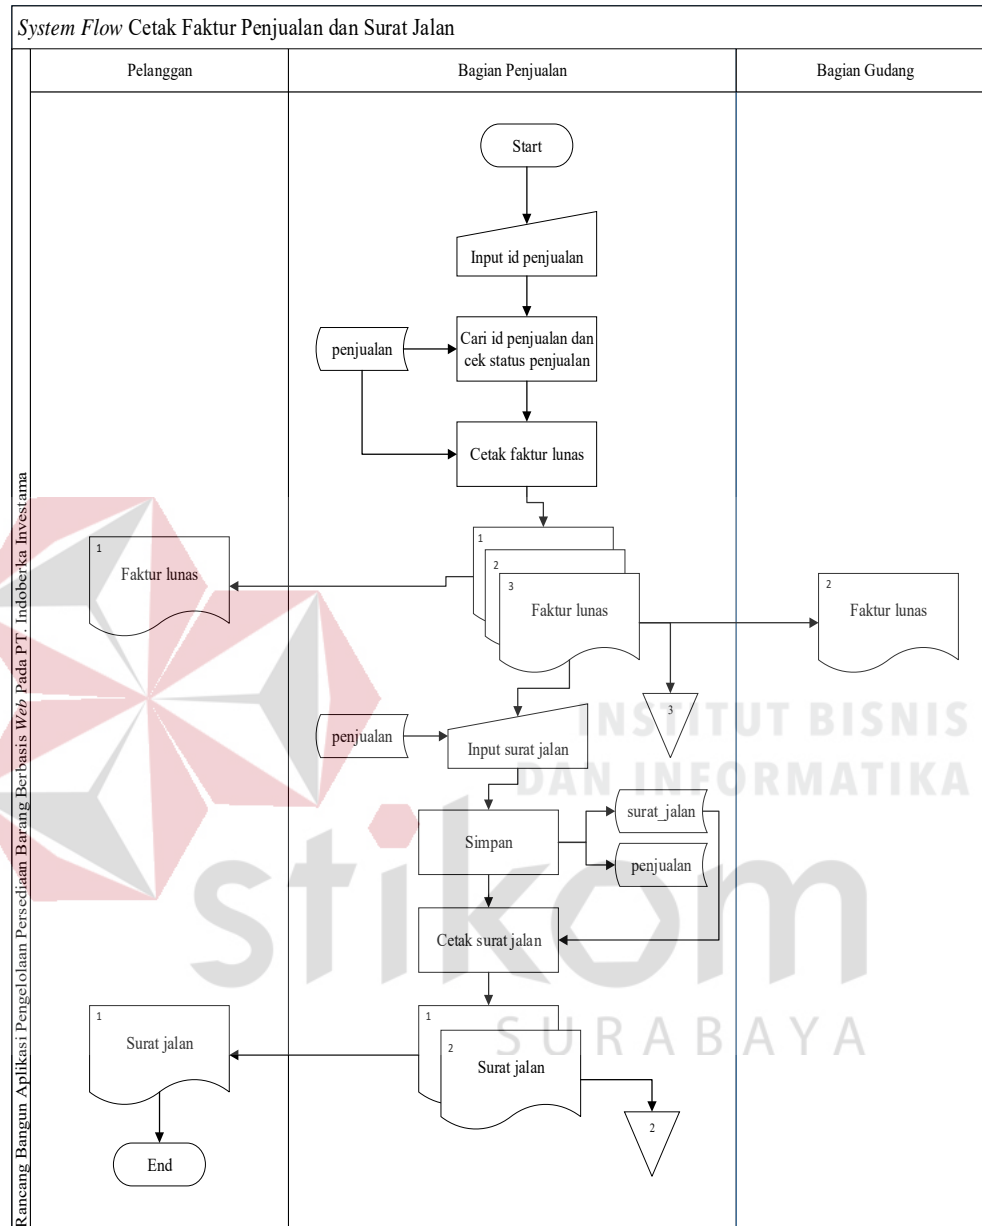 System Flow Cetak Faktur Penjualan dan Surat Jalan
Pelanggan
Bagian Penjualan
Bagian Gudang
Rancang Bangun Aplikasi Pengelolaan Persediaan Barang Berbasis Web Pada PT. Indoberka Investama
Start
Input id penjualan
penjualan
Cari id penjualan dan
cek status penjualan
Cetak faktur lunas
1
Faktur lunas
1
2
3
Faktur lunas
2
Faktur lunas
3
penjualan
Input surat jalan
INSTITUT BISNIS
DAN INFORMATIKA
Simpan
surat_jalan
penjualan
stikom
Cetak surat jalan
SURABAYA
1
Surat jalan
1
2
Surat jalan
2
End